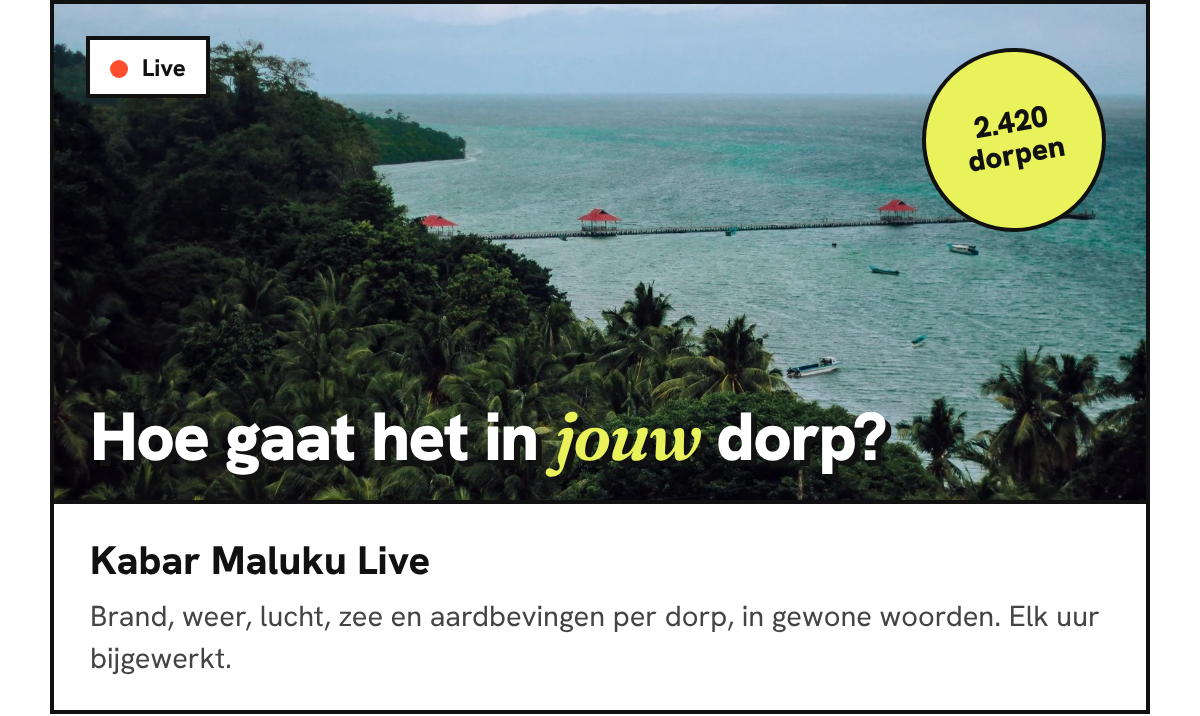 Live
2.420
dorpen
Hoe gaat het in jouw dorp?
Kabar Maluku Live
Brand, weer, lucht, zee en aardbevingen per dorp, in gewone woorden. Elk uur
bijgewerkt.